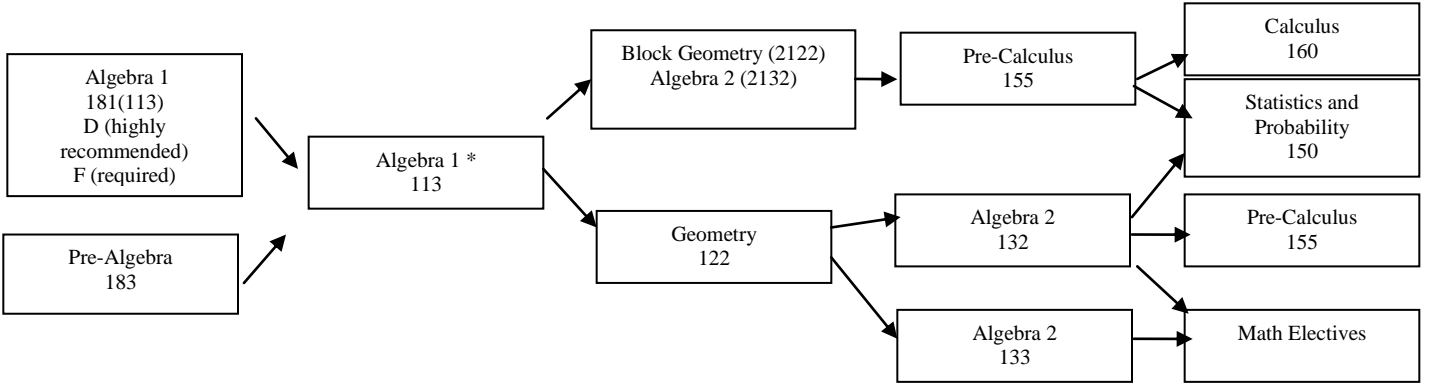 Algebra 1
181(113)
D (highly
recommended)
F (required)
Pre-Algebra
183
Algebra 1 *
113
Block Geometry (2122)
Algebra 2 (2132)
Geometry
122
Pre-Calculus
155
Algebra 2
132
Algebra 2
133
Calculus
160
Statistics and
Probability
150
Pre-Calculus
155
Math Electives